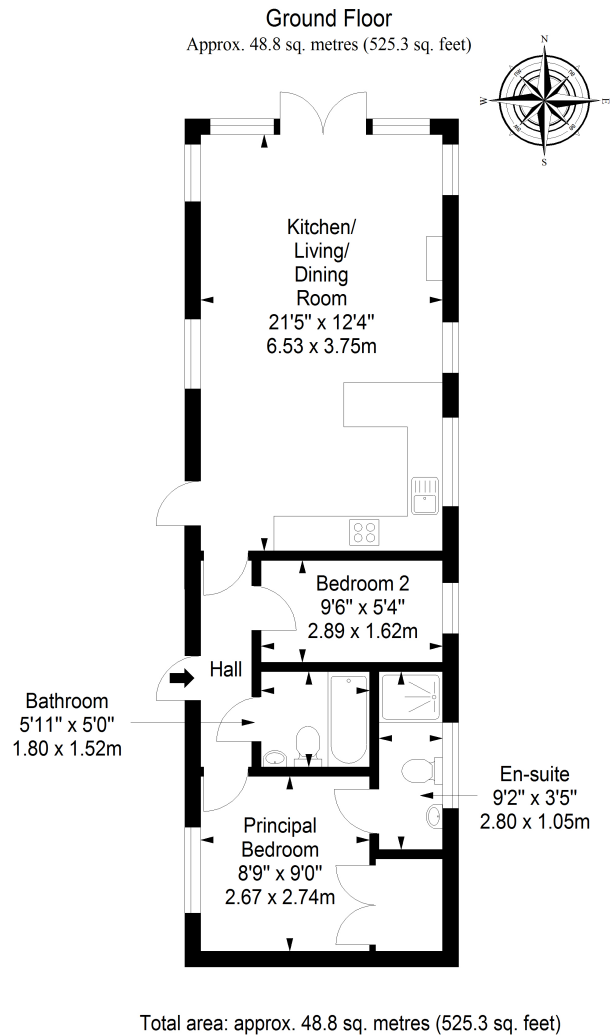 Ground Floor
Approx. 48.8 sq. metres (525.3 sq. feet)
N
W
E
S
Kitchen/
Living/
Dining
Room
21'5" x 12'4"
6.53 x 3.75m
Bedroom 2
9'6" x 5'4"
2.89 x 1.62m
Hall
Bathroom
5'11" x 5'0"
1.80 x 1.52m
En-suite
9'2" x 3'5"
2.80 x 1.05m
Principal
Bedroom
8'9" x 9'0"
2.67 x 2.74m
Total area: approx. 48.8 sq. metres (525.3 sq. feet)